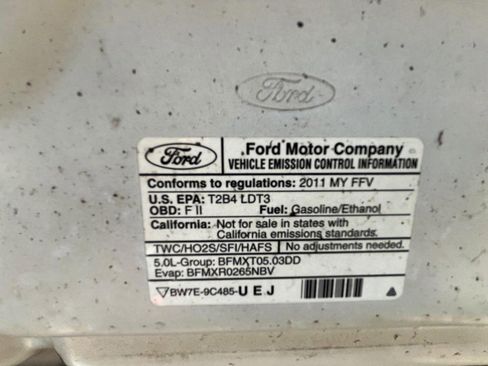 Ford
Ford
Ford Motor Company
VEHICLE EMISSION CONTROL INFORMATION
Conforms to regulations: 2011 MY FFV
U.S. EPA: T2B4 LDT3
OBD: F II Fuel: Gasoline/Ethanol
California: Not for sale in states with
California emissions standards.
TWC/HO2S/SFI/HAFS No adjustments needed.
5.0L-Group: BFMXT05.03DD
Evap: BFMXR0265NBV
BW7E-9C485-UEJ